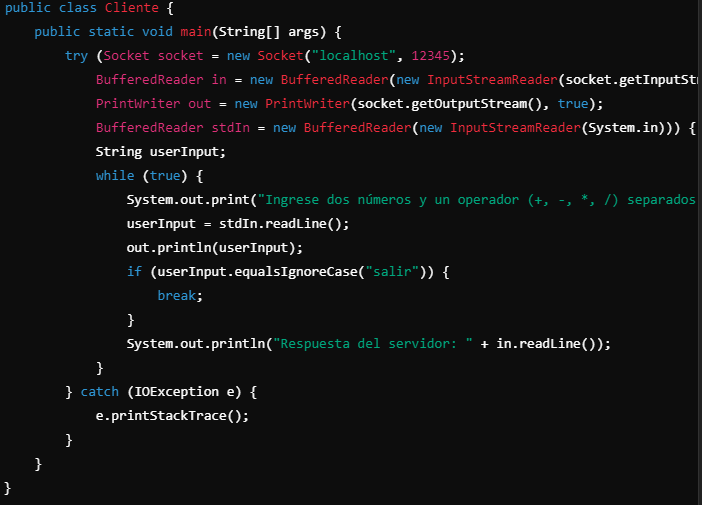 public class Cliente {
public static void main(String[] args) {
try (Socket socket = new Socket("localhost", 12345);
BufferedReader in = new BufferedReader(new InputStreamReader(socket.getInputSt
PrintWriter out = new PrintWriter(socket.getOutputStream(), true);
BufferedReader stdIn = new BufferedReader(new InputStreamReader(System.in))) {
String userInput;
while (true) {
System.out.print("Ingrese dos números y un operador (+, -, *, /) separados
userInput = stdIn.readLine();
out.println(userInput);
if (userInput.equalsIgnoreCase("salir")) {
break;
}
System.out.println("Respuesta del servidor: " + in.readLine());
}
} catch (IOException e) {
e.printStackTrace();
}
}
}